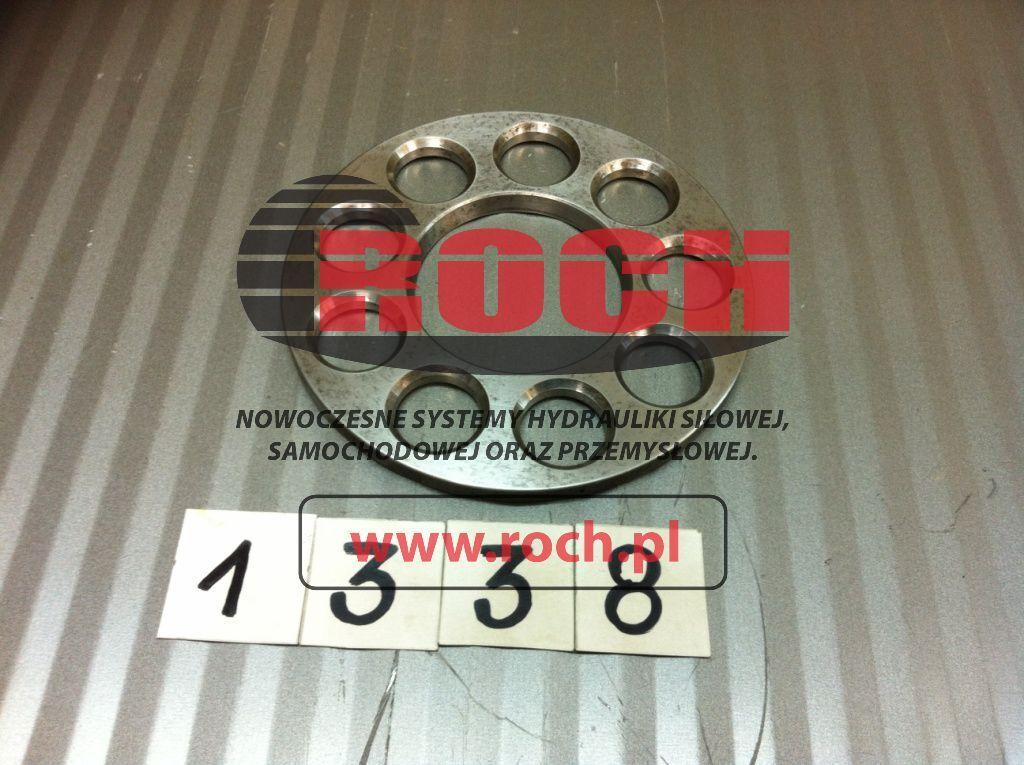 ROCH
NOWOCZESNE SYSTEMY HYDRAULIKI SIŁOWEJ,
SAMOCHODOWEJ ORAZ PRZEMYSŁOWEJ.
www.roch.pl
1 3 3 8